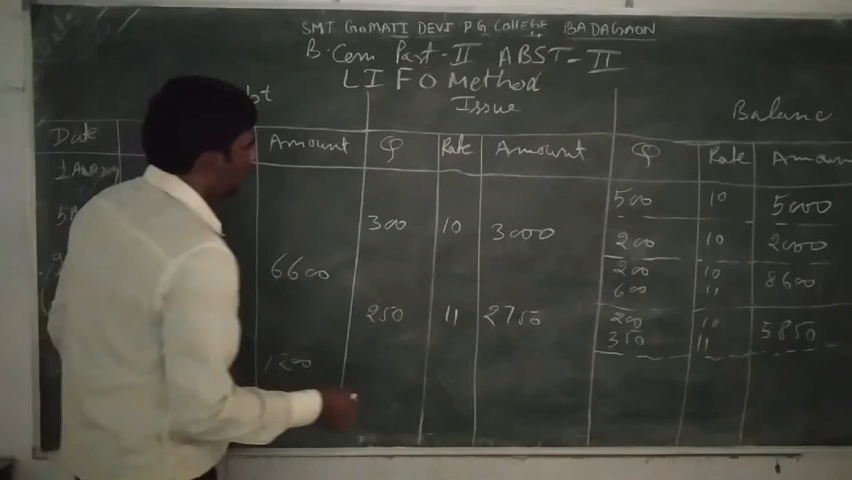 SMT GOMATI DEVI PG COLLEGE BADAGAON
B.Com Part-II ABST-II
LIFO Method
Issue
Balance
Date Amount Q Rate Amount Q Rate Amount
500 10 5000
300 10 3000
200 10 2000
6600
200 10 8600
600 11
250 11 2750
200 10 5850
350 11
1200